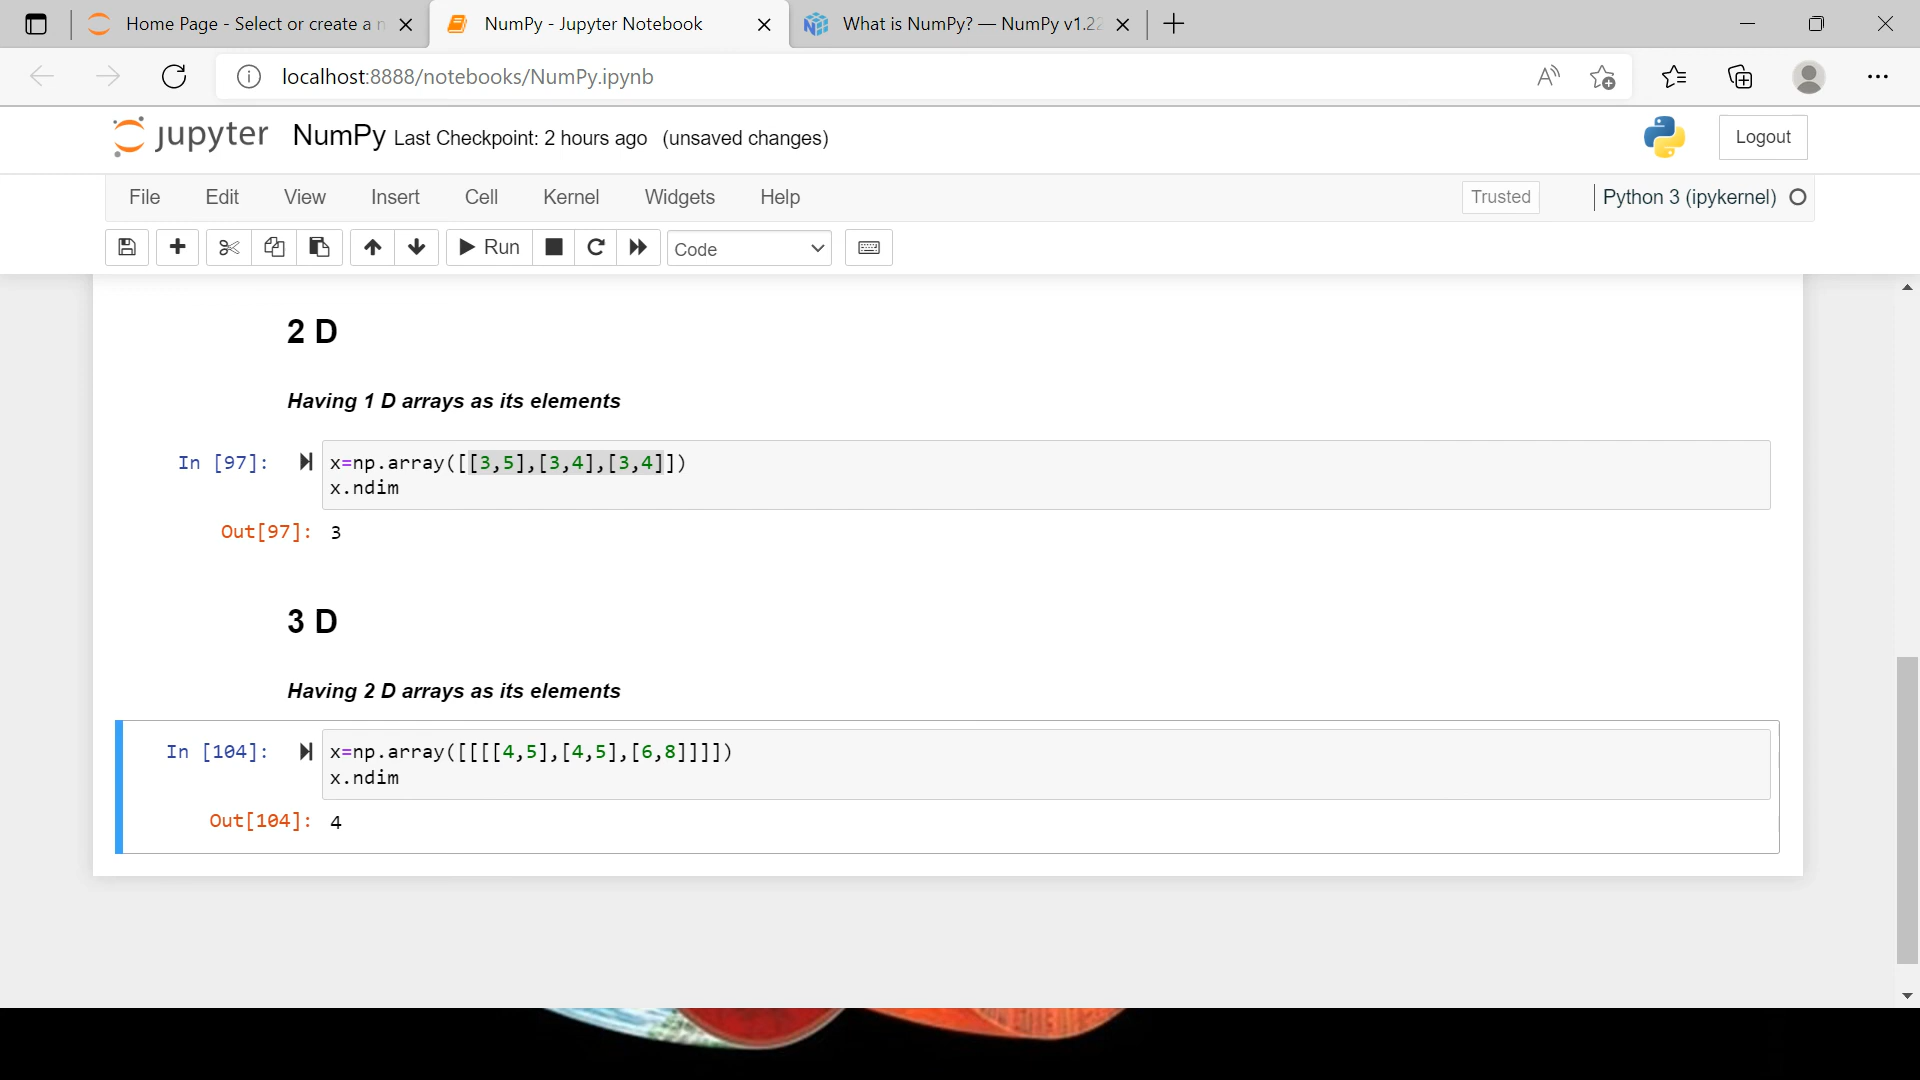 Home Page - Select or create a n
NumPy - Jupyter Notebook
What is NumPy? — NumPy v1.22
localhost:8888/notebooks/NumPy.ipynb
jupyter NumPy Last Checkpoint: 2 hours ago (unsaved changes)
Logout
File Edit View Insert Cell Kernel Widgets Help
Trusted
Python 3 (ipykernel)
Run
Code
2 D
Having 1 D arrays as its elements
In [97]: x=np.array([[3,5],[3,4],[3,4]])
x.ndim
Out[97]: 3
3 D
Having 2 D arrays as its elements
In [104]: x=np.array([[[[4,5],[4,5],[6,8]]]])
x.ndim
Out[104]: 4